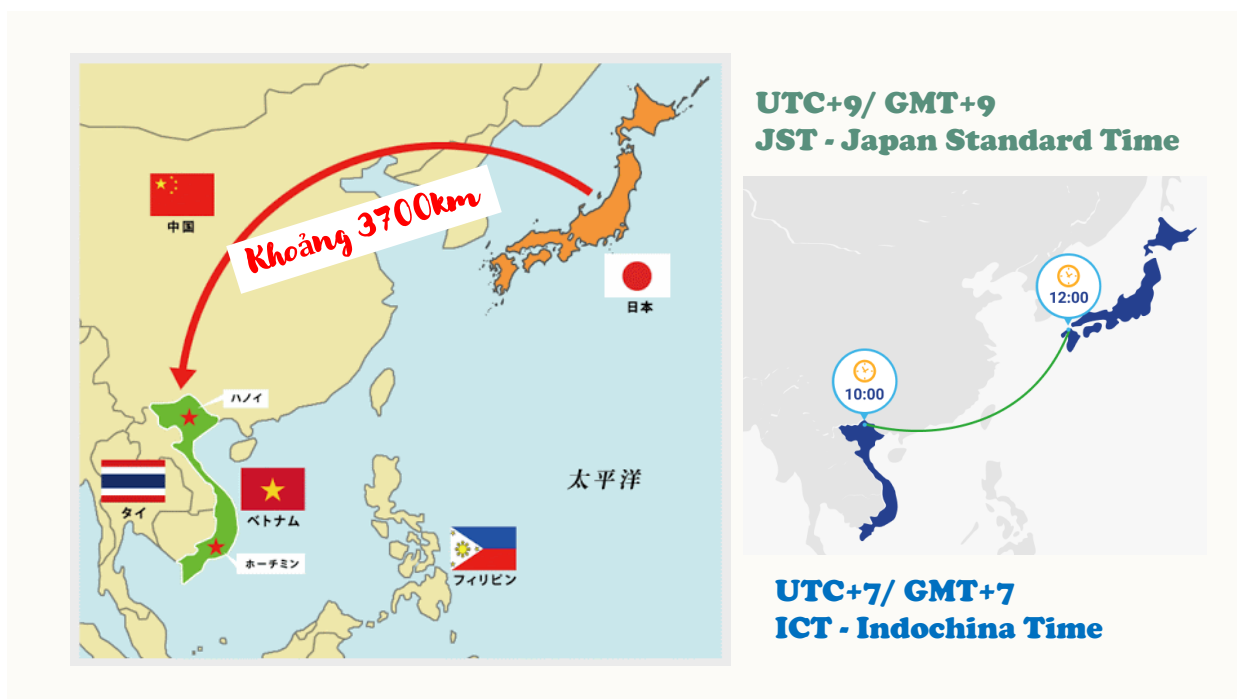 UTC+9/ GMT+9
JST - Japan Standard Time
Khoảng 3700km
中国
日本
ハノイ
タイ
ベトナム
ホーチミン
太平洋
フィリピン
12:00
10:00
UTC+7/ GMT+7
ICT - Indochina Time